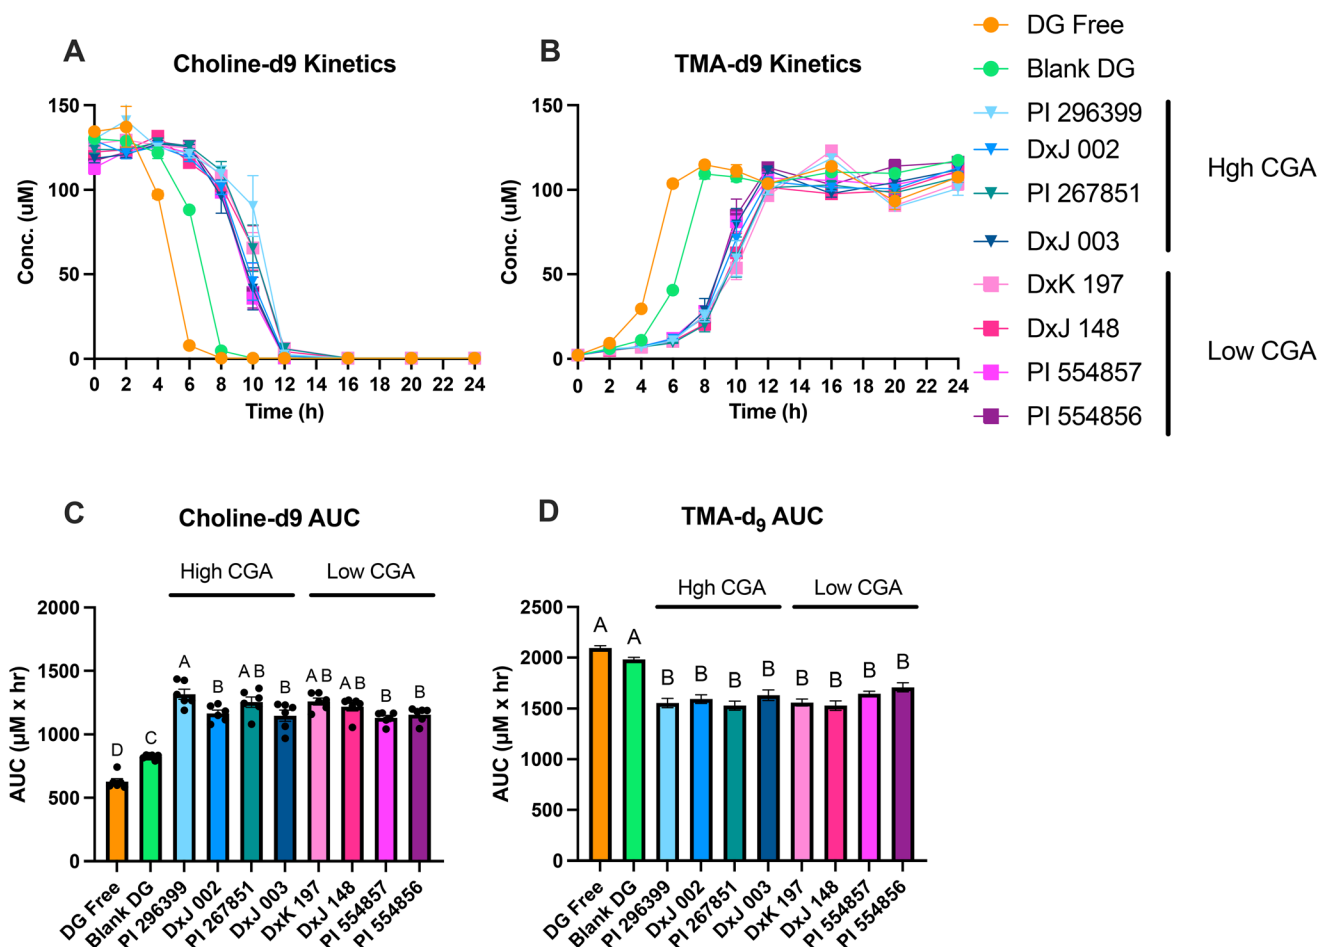 A
Choline-d9 Kinetics
Conc. (uM)
150
100
50
0
0 2 4 6 8 10 12 14 16 18 20 22 24
Time (h)
B
TMA-d9 Kinetics
Conc. (uM)
150
100
50
0
0 2 4 6 8 10 12 14 16 18 20 22 24
Time (h)
DG Free
Blank DG
PI 296399
DxJ 002
PI 267851
DxJ 003
DxK 197
DxJ 148
PI 554857
PI 554856
Hgh CGA
Low CGA
C
Choline-d9 AUC
High CGA
Low CGA
AUC (µM x hr)
2000
1500
1000
500
0
D
C
A
B
A B
B
A B
A B
B
B
DG Free
Blank DG
PI 296399
DxJ 002
PI 267851
DxJ 003
DxK 197
DxJ 148
PI 554857
PI 554856
D
TMA-d9 AUC
Hgh CGA
Low CGA
AUC (µM x hr)
2500
2000
1500
1000
500
0
A
A
B
B
B
B
B
B
B
B
DG Free
Blank DG
PI 296399
DxJ 002
PI 267851
DxJ 003
DxK 197
DxJ 148
PI 554857
PI 554856